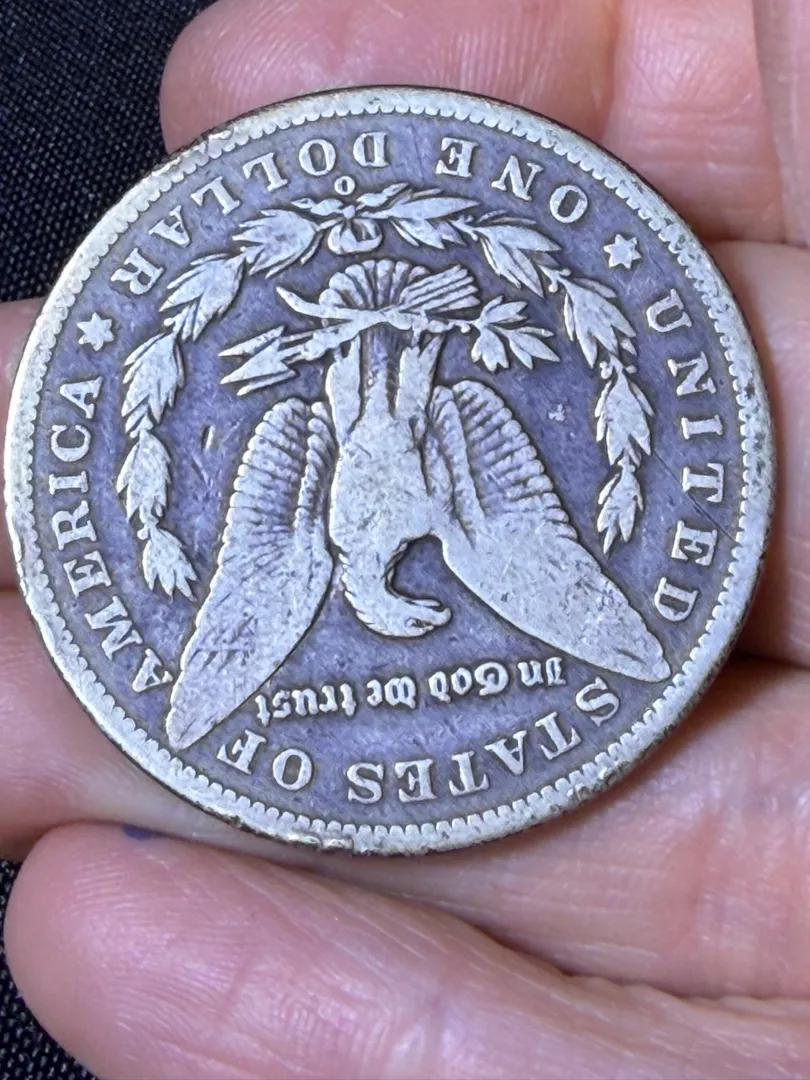 UNITED STATES OF AMERICA
In God We trust
O
ONE DOLLAR